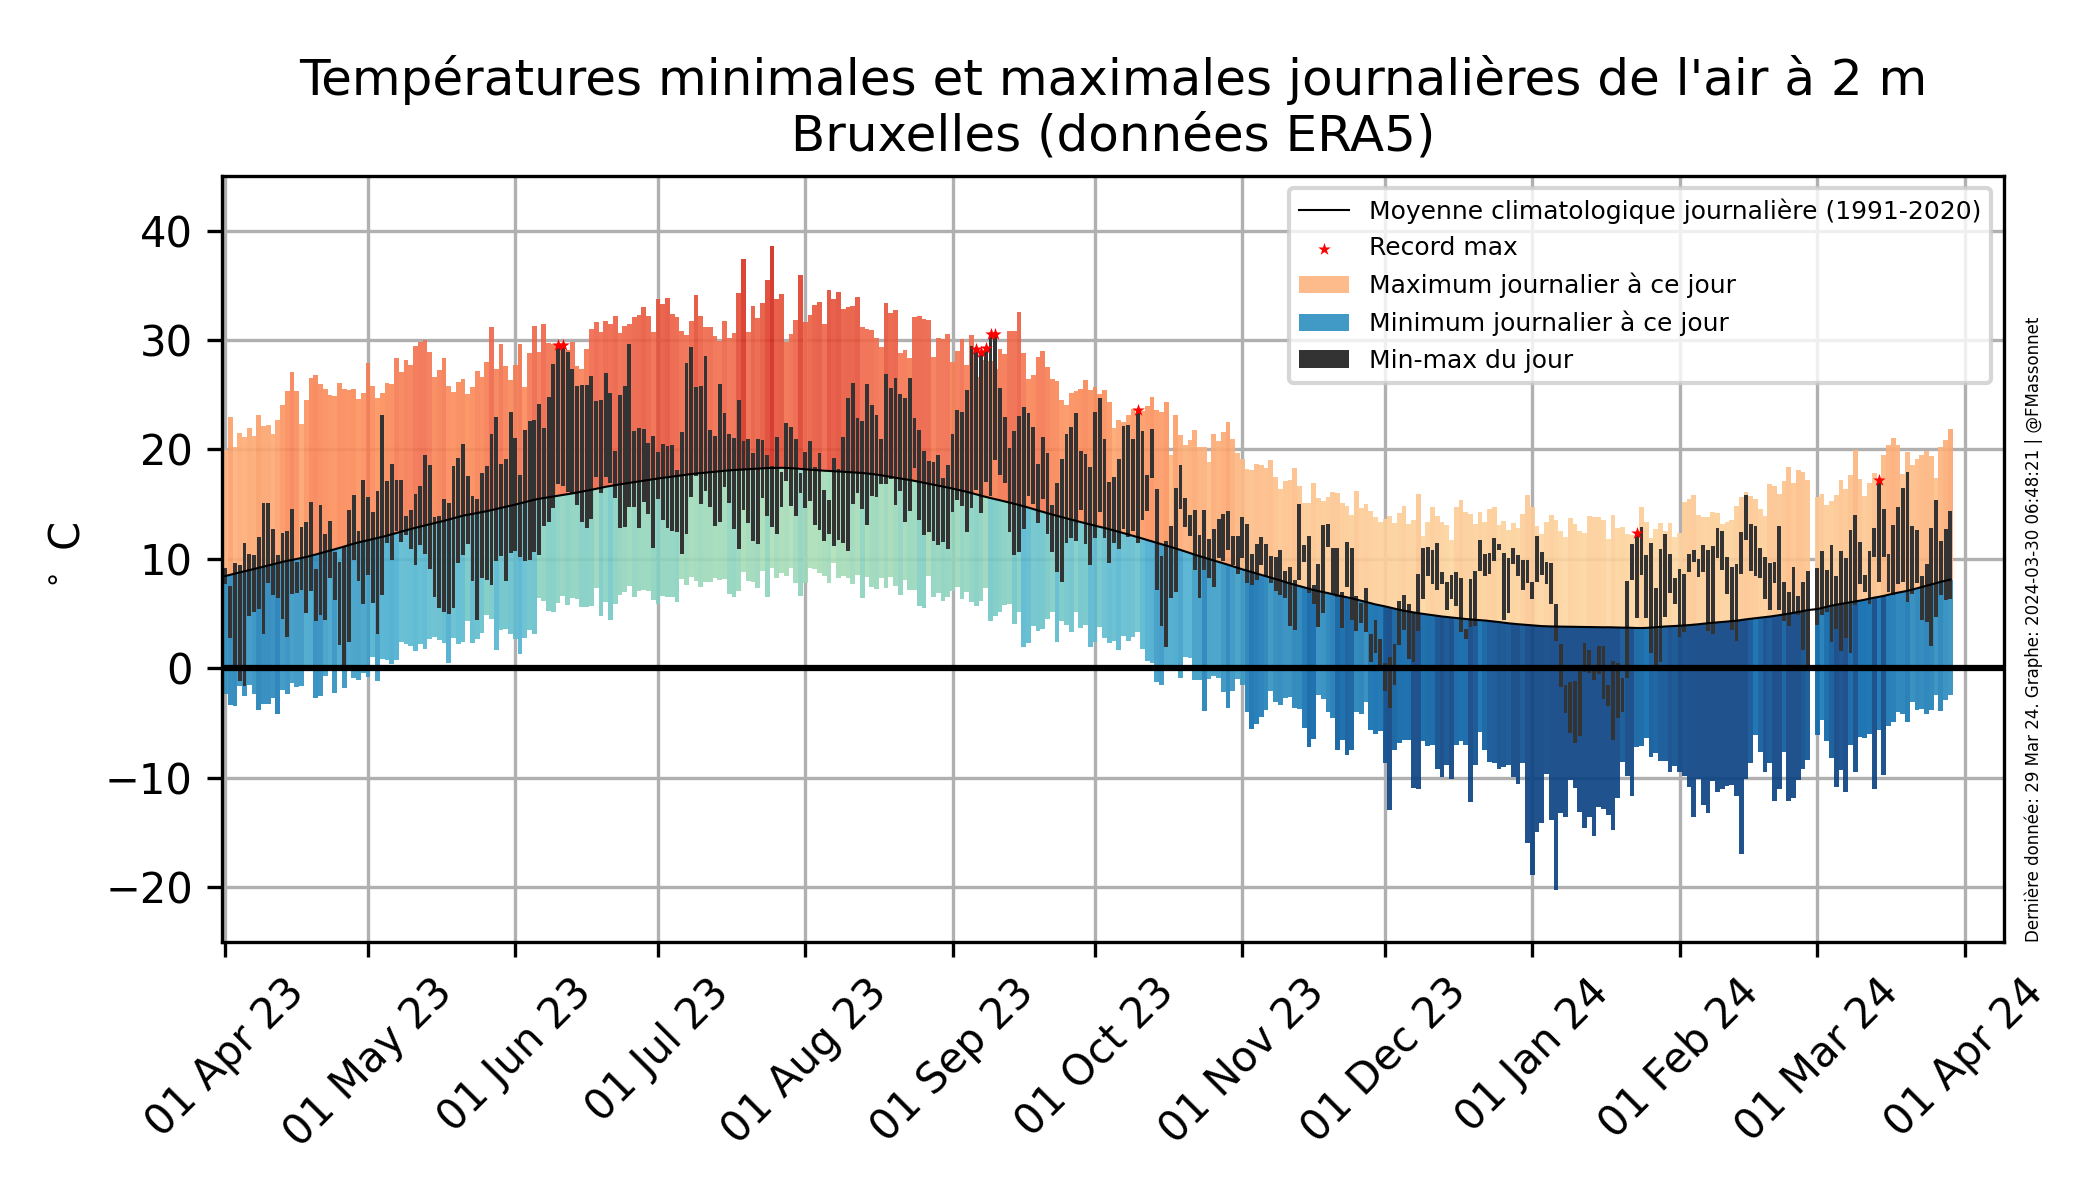 Températures minimales et maximales journalières de l'air à 2 m
Bruxelles (données ERA5)
Moyenne climatologique journalière (1991-2020)
Record max
Maximum journalier à ce jour
Minimum journalier à ce jour
Min-max du jour
° C
40
30
20
10
0
−10
−20
01 Apr 23
01 May 23
01 Jun 23
01 Jul 23
01 Aug 23
01 Sep 23
01 Oct 23
01 Nov 23
01 Dec 23
01 Jan 24
01 Feb 24
01 Mar 24
01 Apr 24
Dernière donnée: 29 Mar 24. Graphe: 2024-03-30 06:48:21 | @FMassonnet